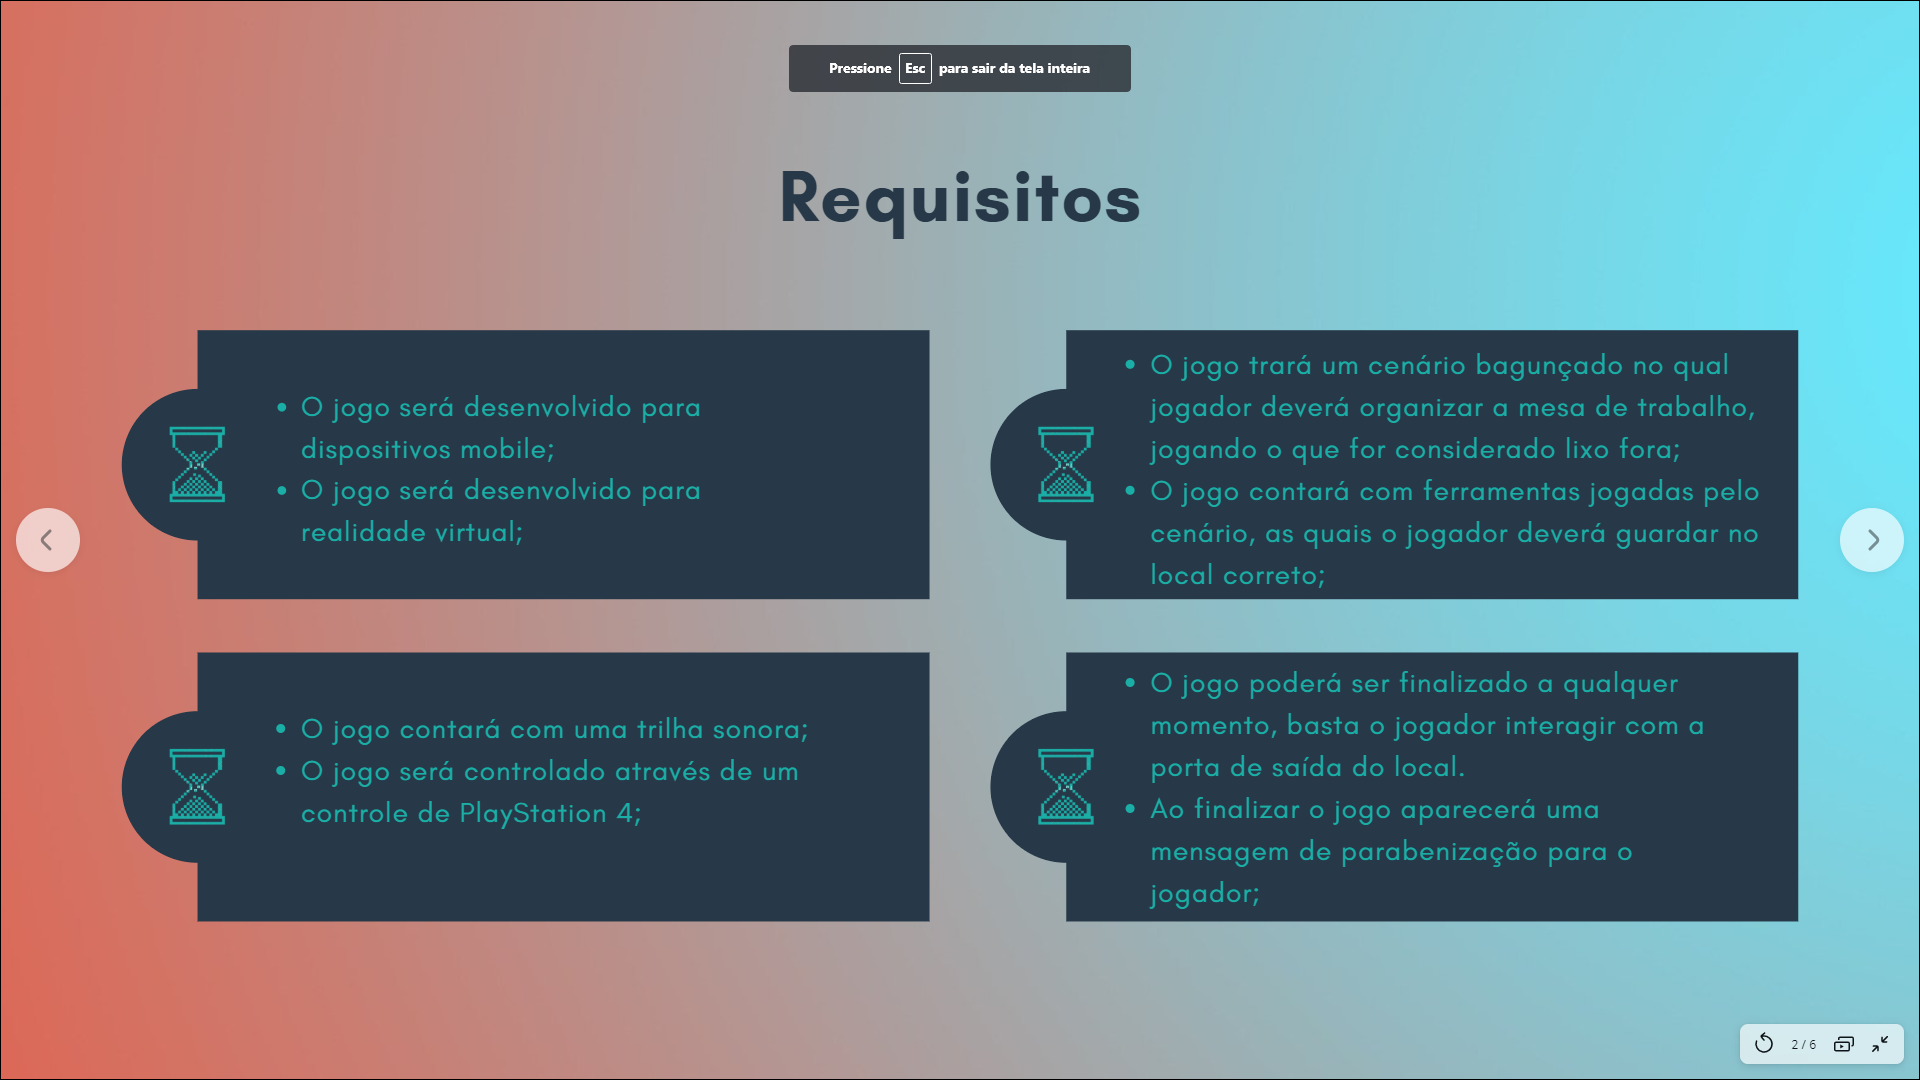 Pressione Esc para sair da tela inteira
Requisitos
• O jogo será desenvolvido para
dispositivos mobile;
• O jogo será desenvolvido para
realidade virtual;
• O jogo trará um cenário bagunçado no qual
jogador deverá organizar a mesa de trabalho,
jogando o que for considerado lixo fora;
• O jogo contará com ferramentas jogadas pelo
cenário, as quais o jogador deverá guardar no
local correto;
• O jogo contará com uma trilha sonora;
• O jogo será controlado através de um
controle de PlayStation 4;
• O jogo poderá ser finalizado a qualquer
momento, basta o jogador interagir com a
porta de saída do local.
• Ao finalizar o jogo aparecerá uma
mensagem de parabenização para o
jogador;
2 / 6